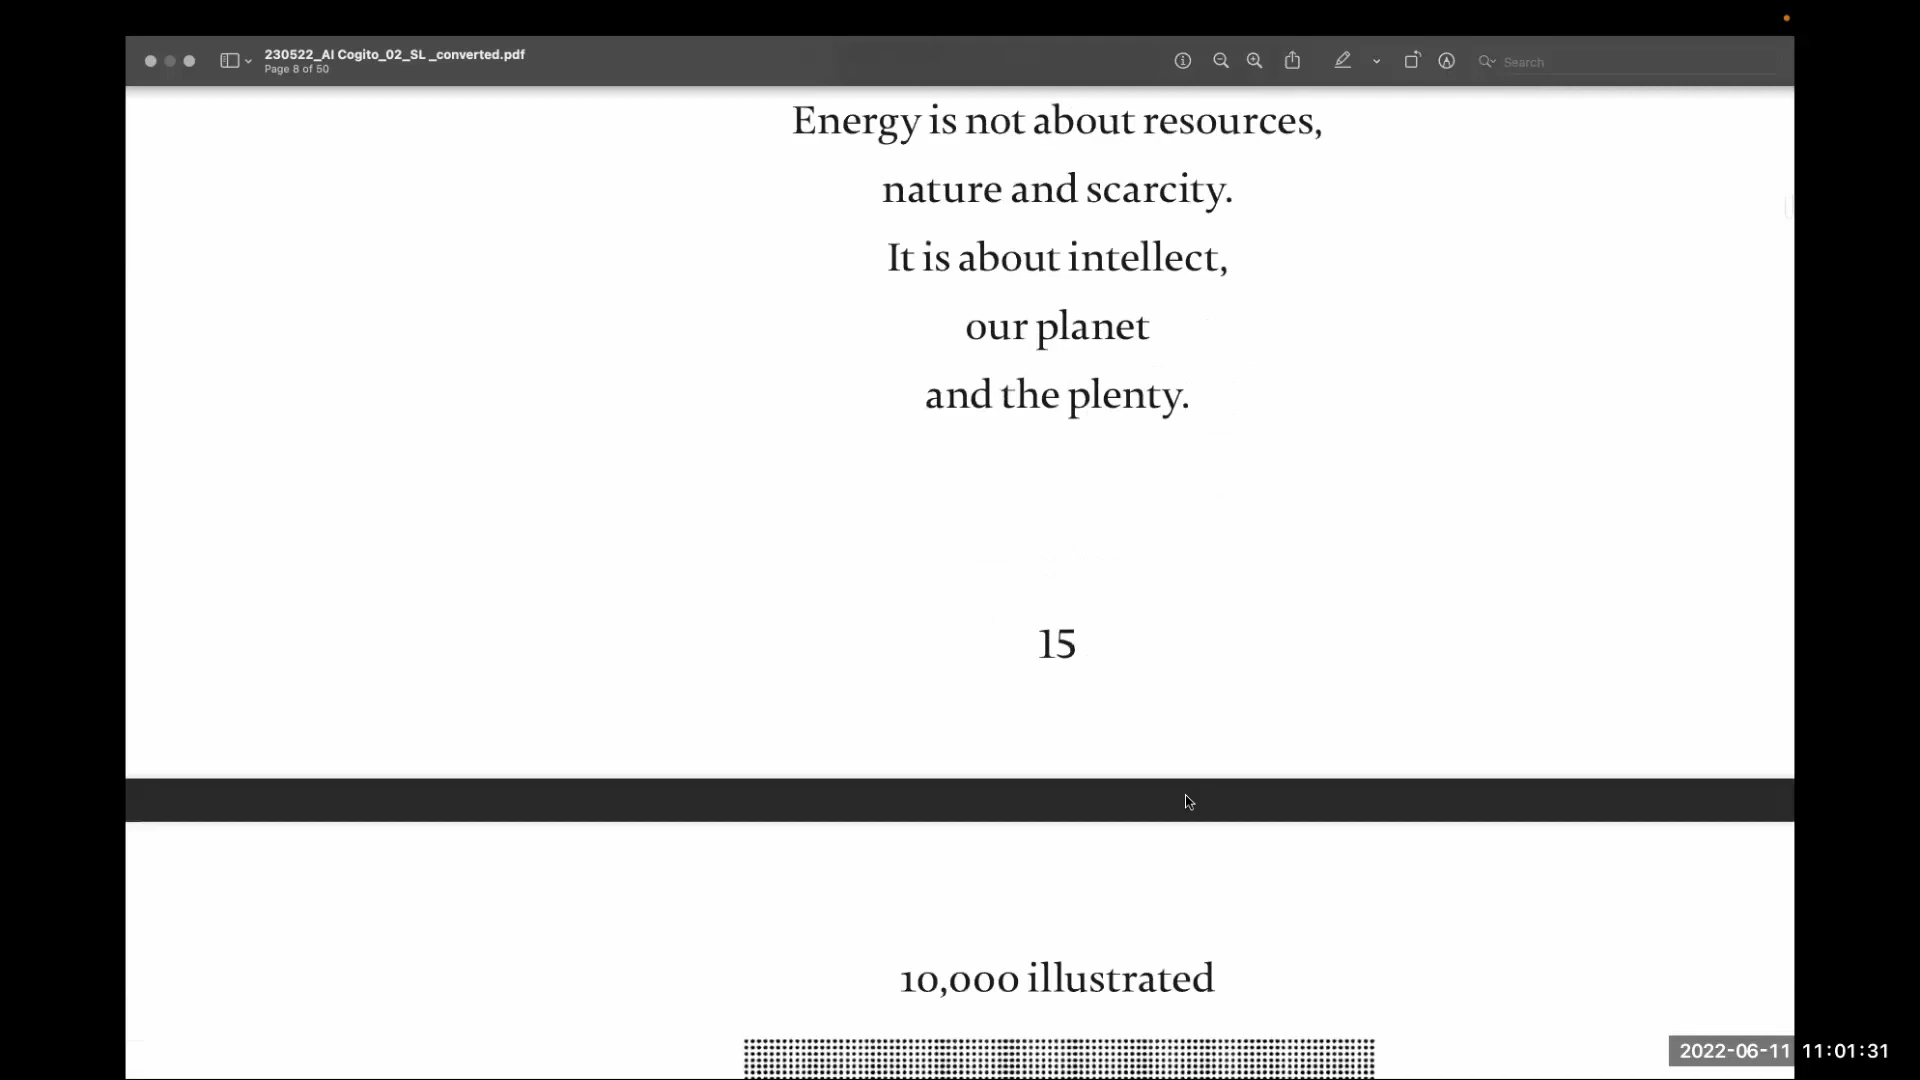 230522_AI Cogito_02_SL _converted.pdf
Page 8 of 50
Search
Energy is not about resources,
nature and scarcity.
It is about intellect,
our planet
and the plenty.
15
10,000 illustrated
2022-06-11 11:01:31